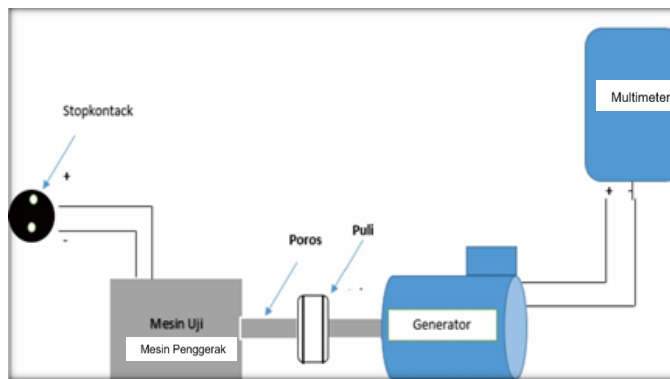 Stopkontack
Multimeter
+
+ -
-
Poros
Puli
Mesin Uji
Mesin Penggerak
Generator